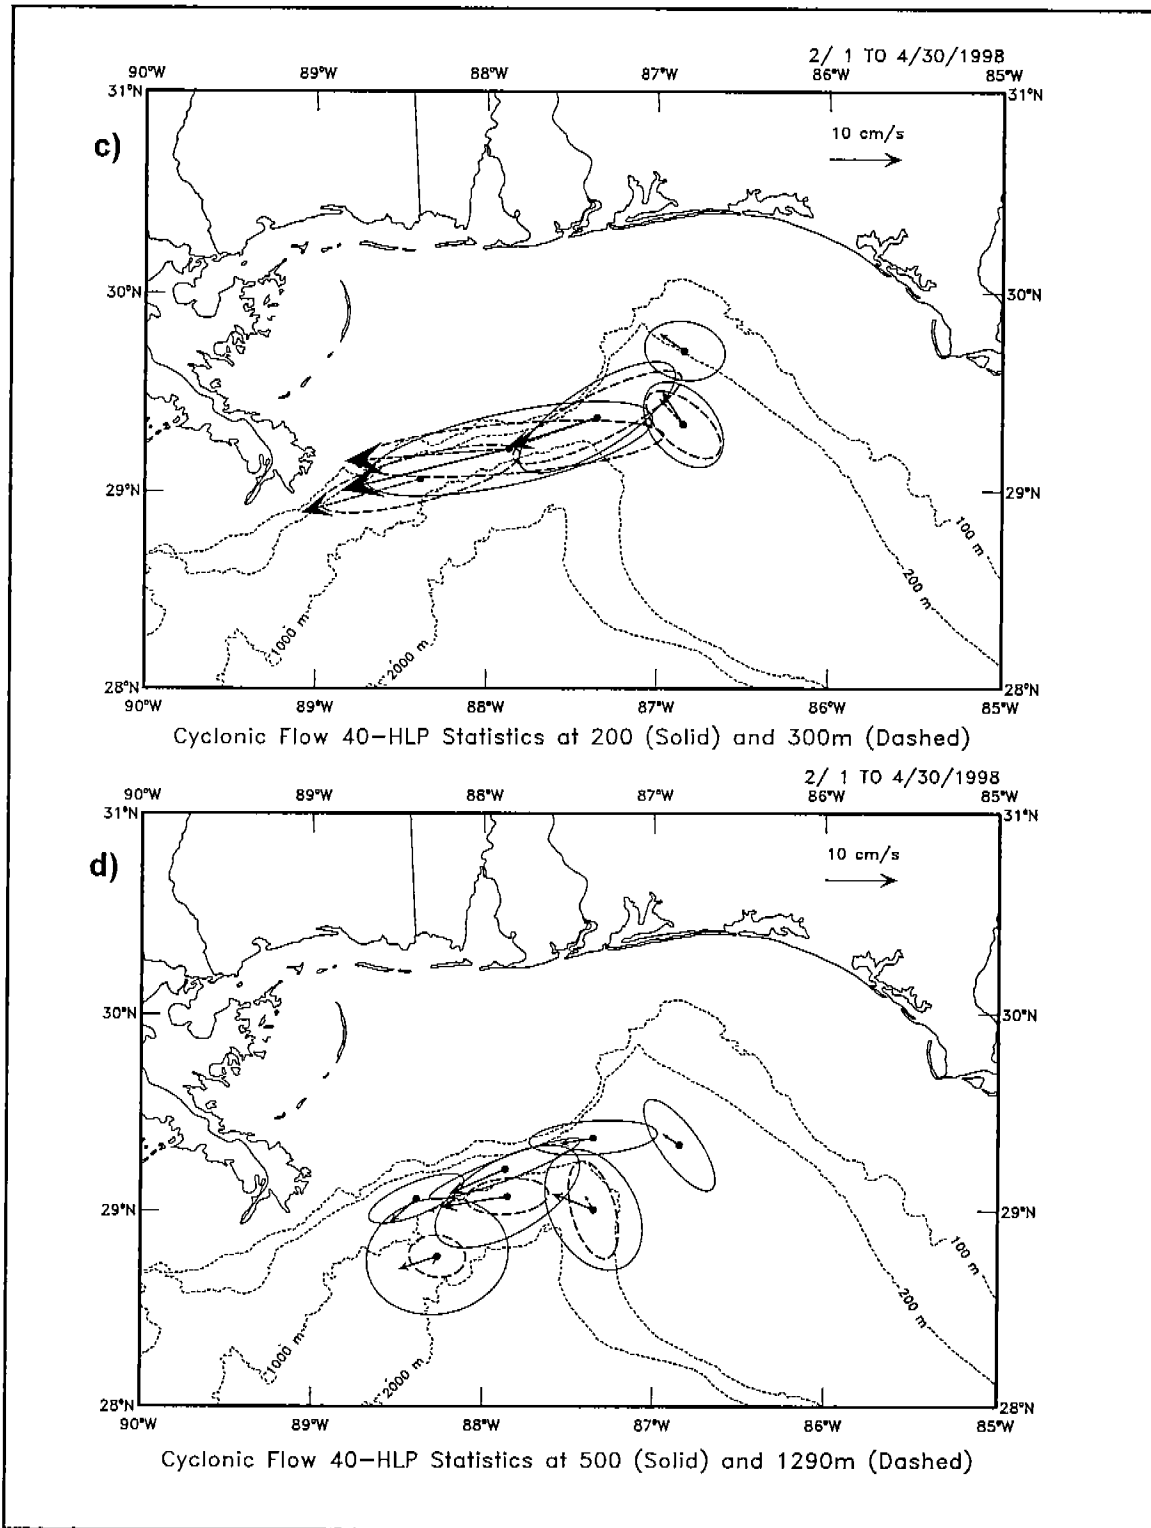 2/ 1 TO 4/30/1998
90°W 89°W 88°W 87°W 86°W 85°W
31°N 31°N
c)
10 cm/s
30°N 30°N
29°N 29°N
100 m
200 m
1000 m
2000 m
28°N 28°N
90°W 89°W 88°W 87°W 86°W 85°W
Cyclonic Flow 40-HLP Statistics at 200 (Solid) and 300m (Dashed)
2/ 1 TO 4/30/1998
90°W 89°W 88°W 87°W 86°W 85°W
31°N 31°N
d)
10 cm/s
30°N 30°N
29°N 29°N
100 m
200 m
1000 m
2000 m
28°N 28°N
90°W 89°W 88°W 87°W 86°W 85°W
Cyclonic Flow 40-HLP Statistics at 500 (Solid) and 1290m (Dashed)